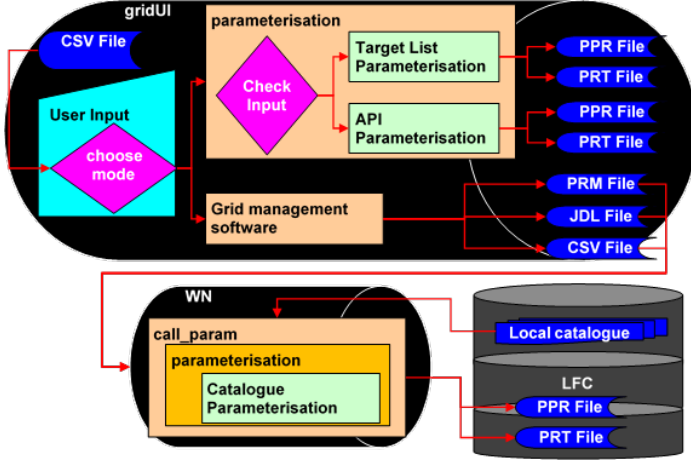 gridUI
CSV File
parameterisation
Target List
Parameterisation
PPR File
PRT File
Check
Input
User Input
API
Parameterisation
PPR File
PRT File
choose
mode
PRM File
Grid management
software
JDL File
CSV File
WN
call_param
Local catalogue
parameterisation
Catalogue
Parameterisation
LFC
PPR File
PRT File